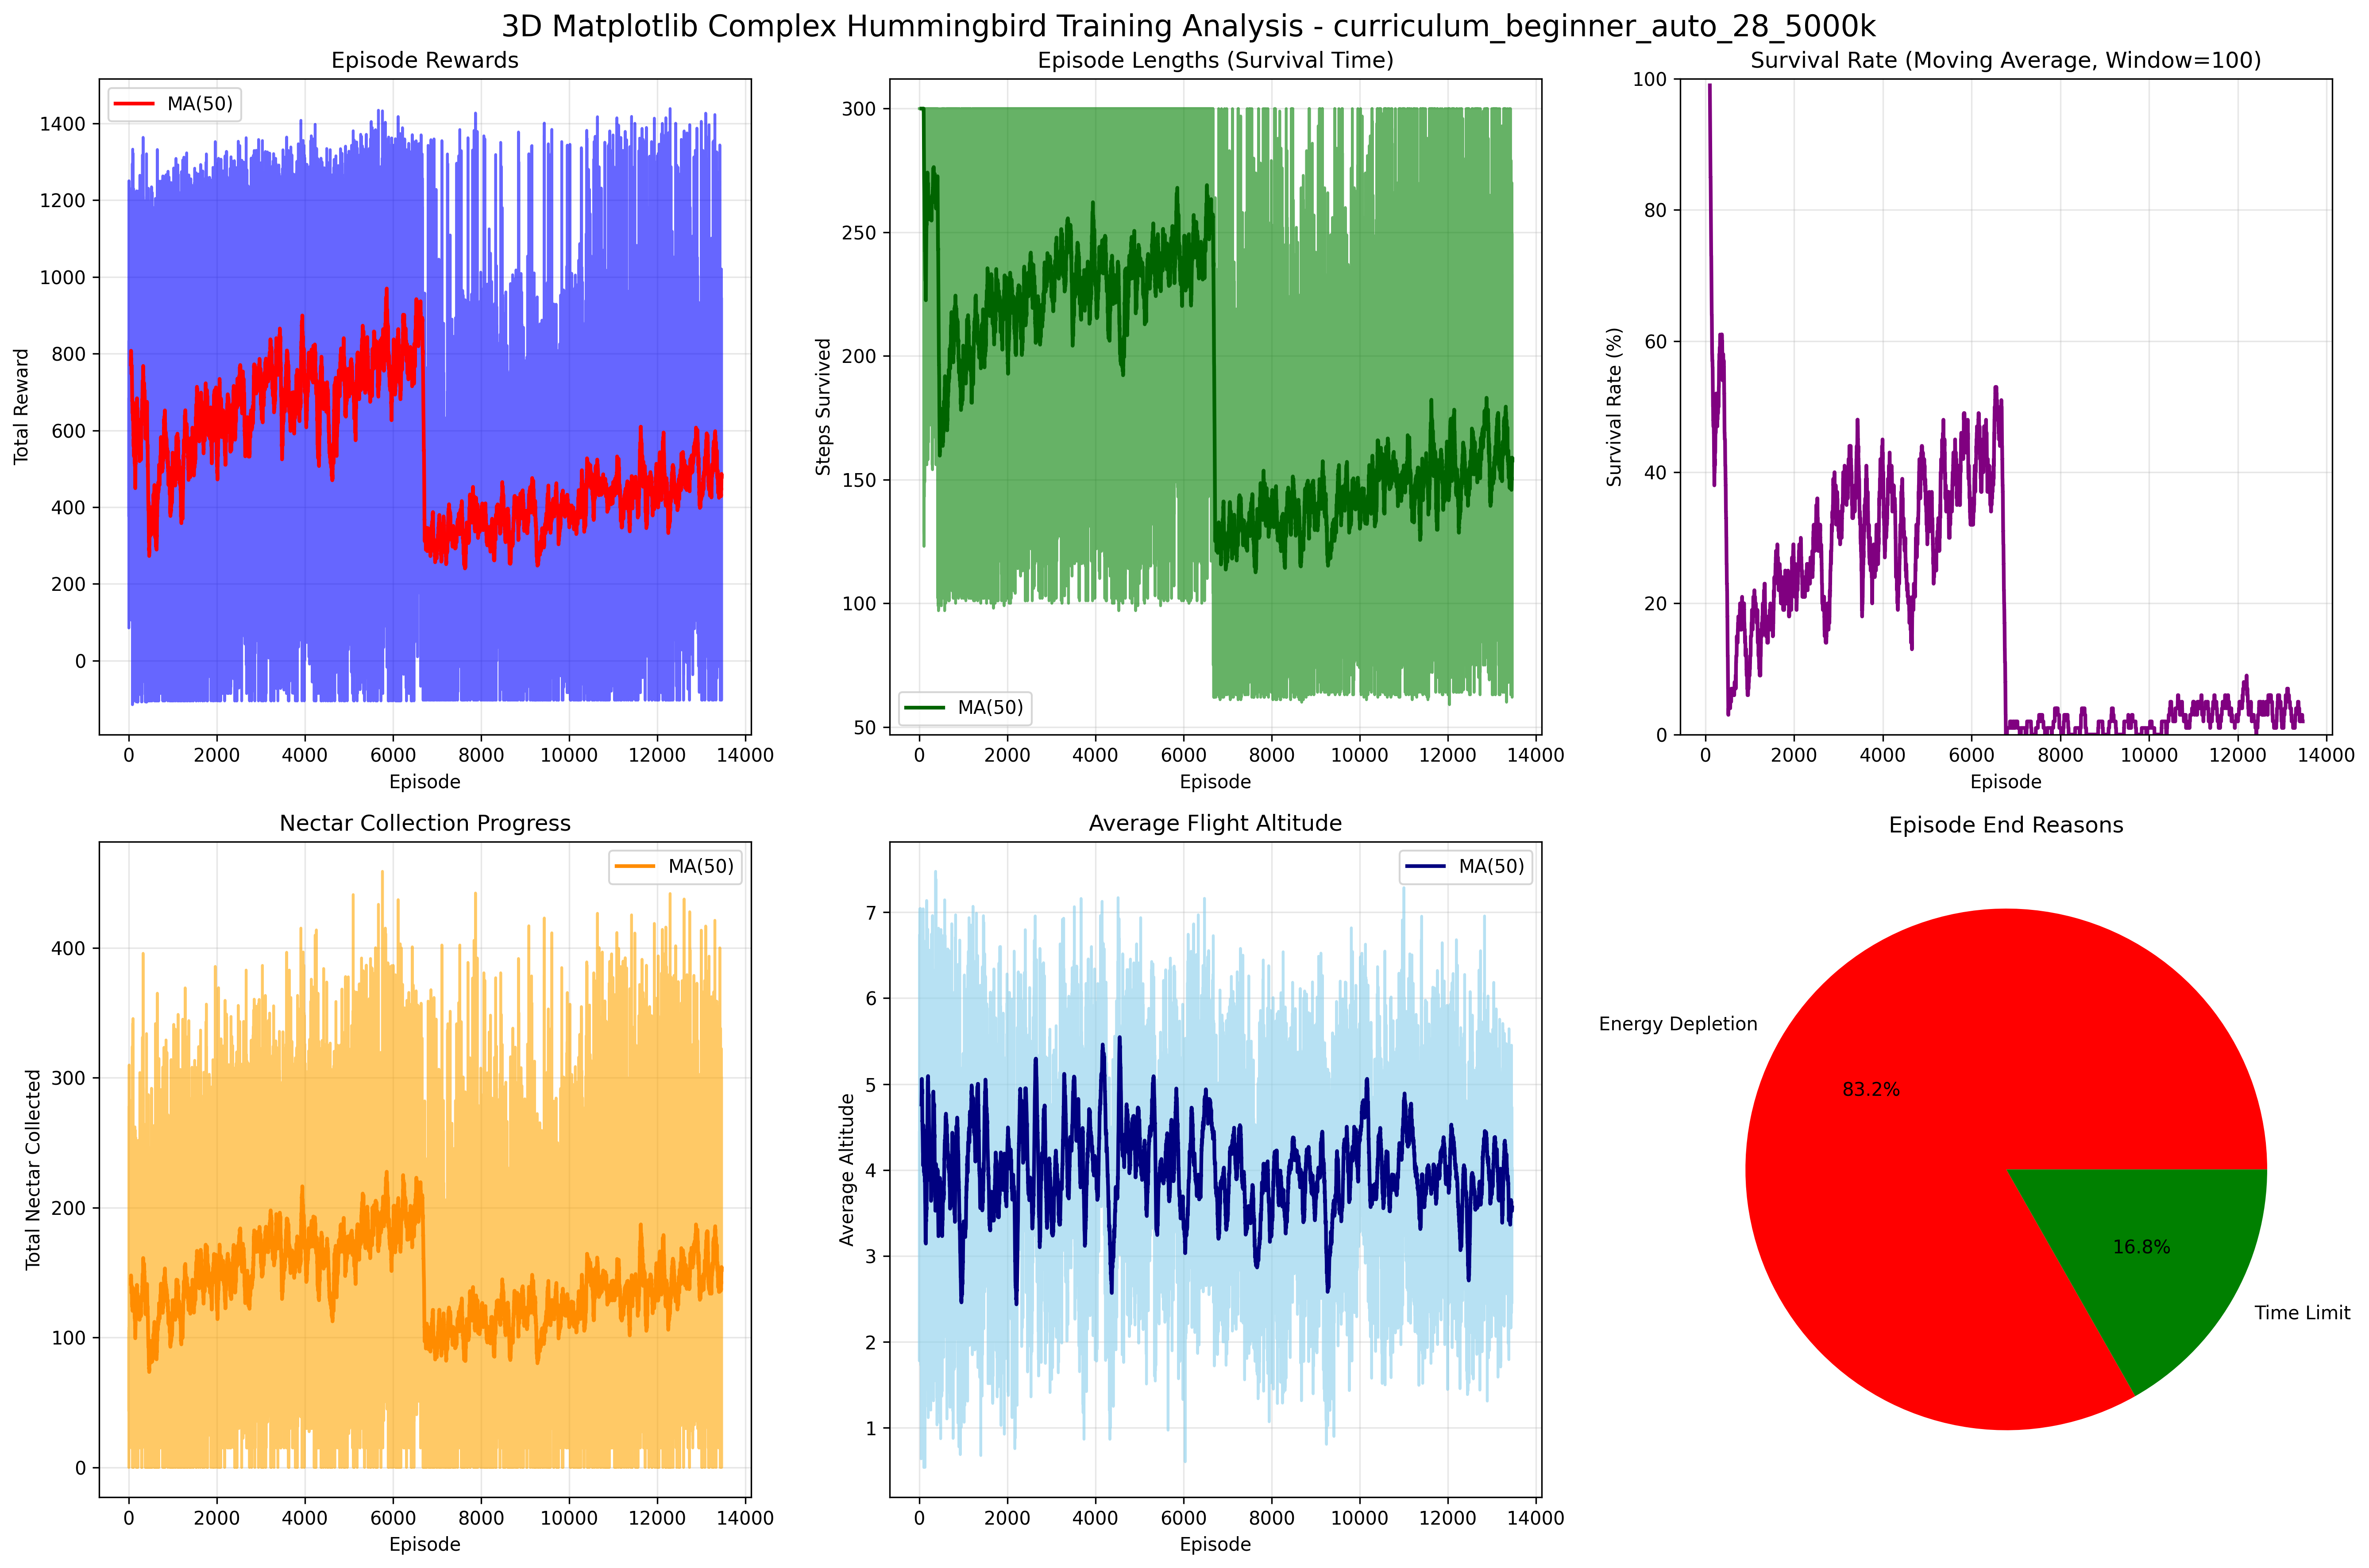 3D Matplotlib Complex Hummingbird Training Analysis - curriculum_beginner_auto_28_5000k
Episode Rewards
MA(50)
Total Reward
1400
1200
1000
800
600
400
200
0
0 2000 4000 6000 8000 10000 12000 14000
Episode
Episode Lengths (Survival Time)
MA(50)
Steps Survived
300
250
200
150
100
50
0 2000 4000 6000 8000 10000 12000 14000
Episode
Survival Rate (Moving Average, Window=100)
Survival Rate (%)
100
80
60
40
20
0
0 2000 4000 6000 8000 10000 12000 14000
Episode
Nectar Collection Progress
MA(50)
Total Nectar Collected
400
300
200
100
0
0 2000 4000 6000 8000 10000 12000 14000
Episode
Average Flight Altitude
MA(50)
Average Altitude
7
6
5
4
3
2
1
0 2000 4000 6000 8000 10000 12000 14000
Episode
Episode End Reasons
Energy Depletion
83.2%
16.8%
Time Limit